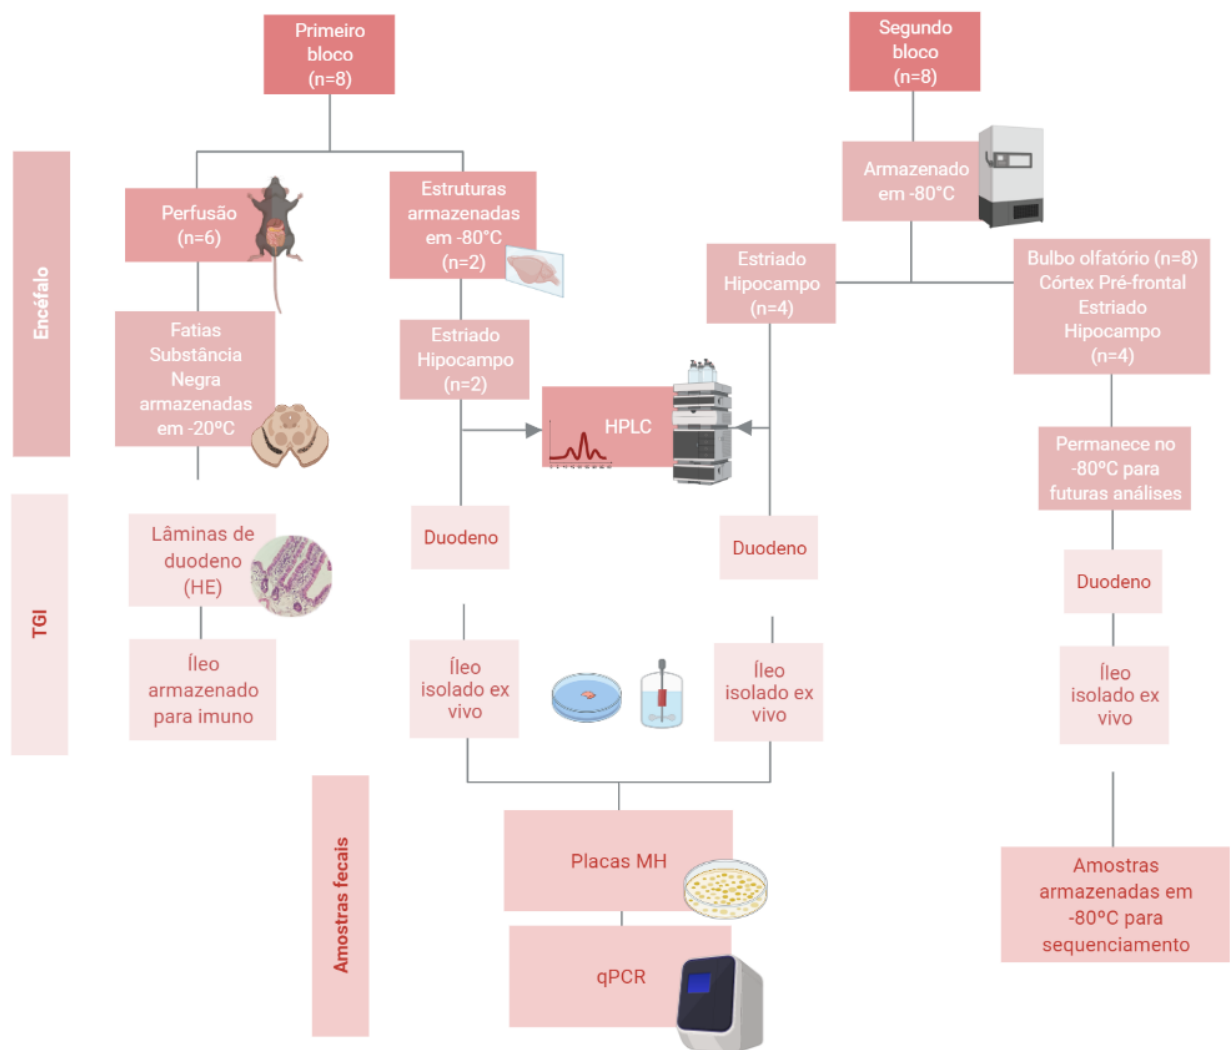 Primeiro
bloco
(n=8)
Segundo
bloco
(n=8)
Encéfalo
Perfusão
(n=6)
Estruturas
armazenadas
em -80°C
(n=2)
Armazenado
em -80°C
Fatias
Substância
Negra
armazenadas
em -20ºC
Estriado
Hipocampo
(n=2)
HPLC
Estriado
Hipocampo
(n=4)
Bulbo olfatório (n=8)
Córtex Pré-frontal
Estriado
Hipocampo
(n=4)
Permanece no
-80ºC para
futuras análises
TGI
Lâminas de
duodeno
(HE)
Duodeno
Duodeno
Duodeno
Íleo
armazenado
para imuno
Íleo
isolado ex
vivo
Íleo
isolado ex
vivo
Íleo
isolado ex
vivo
Amostras fecais
Placas MH
qPCR
Amostras
armazenadas em
-80ºC para
sequenciamento